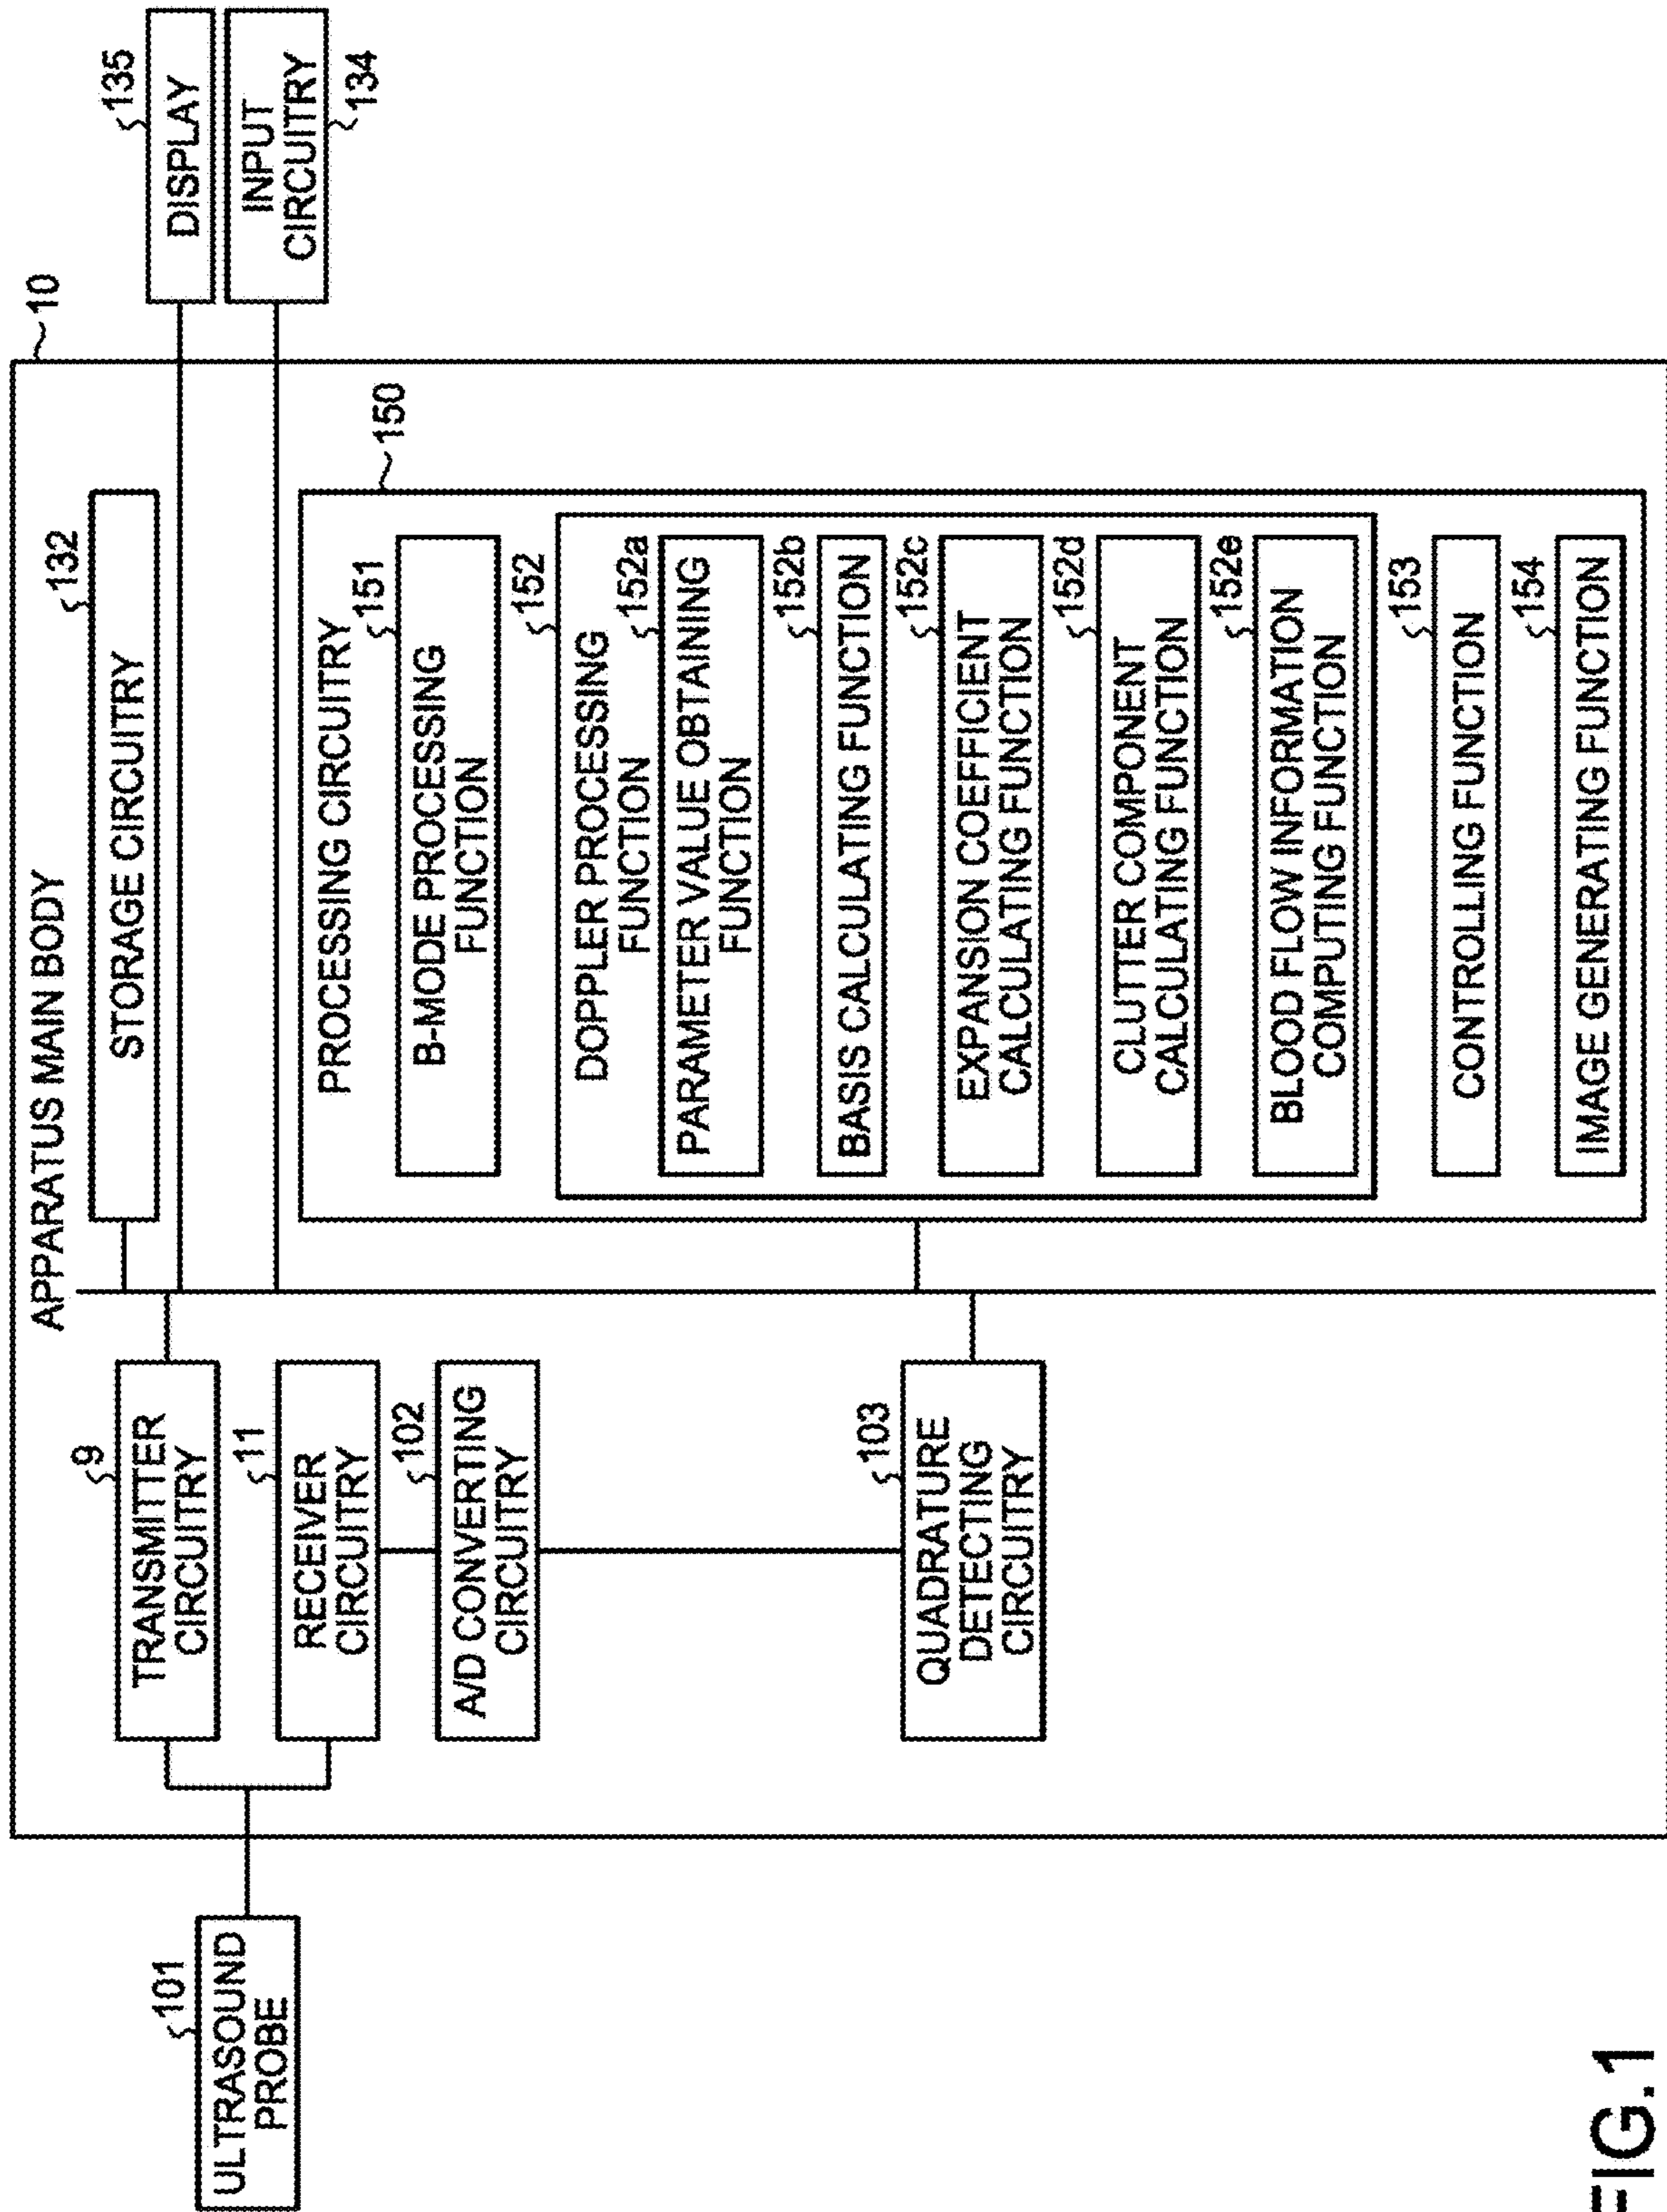 10
APPARATUS MAIN BODY
101
ULTRASOUND
PROBE
9
TRANSMITTER
CIRCUITRY
11
RECEIVER
CIRCUITRY
102
A/D CONVERTING
CIRCUITRY
103
QUADRATURE
DETECTING
CIRCUITRY
132
STORAGE CIRCUITRY
135
DISPLAY
INPUT
CIRCUITRY
134
150
PROCESSING CIRCUITRY
151
B-MODE PROCESSING
FUNCTION
152
DOPPLER PROCESSING
FUNCTION
152a
PARAMETER VALUE OBTAINING
FUNCTION
152b
BASIS CALCULATING FUNCTION
152c
EXPANSION COEFFICIENT
CALCULATING FUNCTION
152d
CLUTTER COMPONENT
CALCULATING FUNCTION
152e
BLOOD FLOW INFORMATION
COMPUTING FUNCTION
153
CONTROLLING FUNCTION
154
IMAGE GENERATING FUNCTION
FIG.1